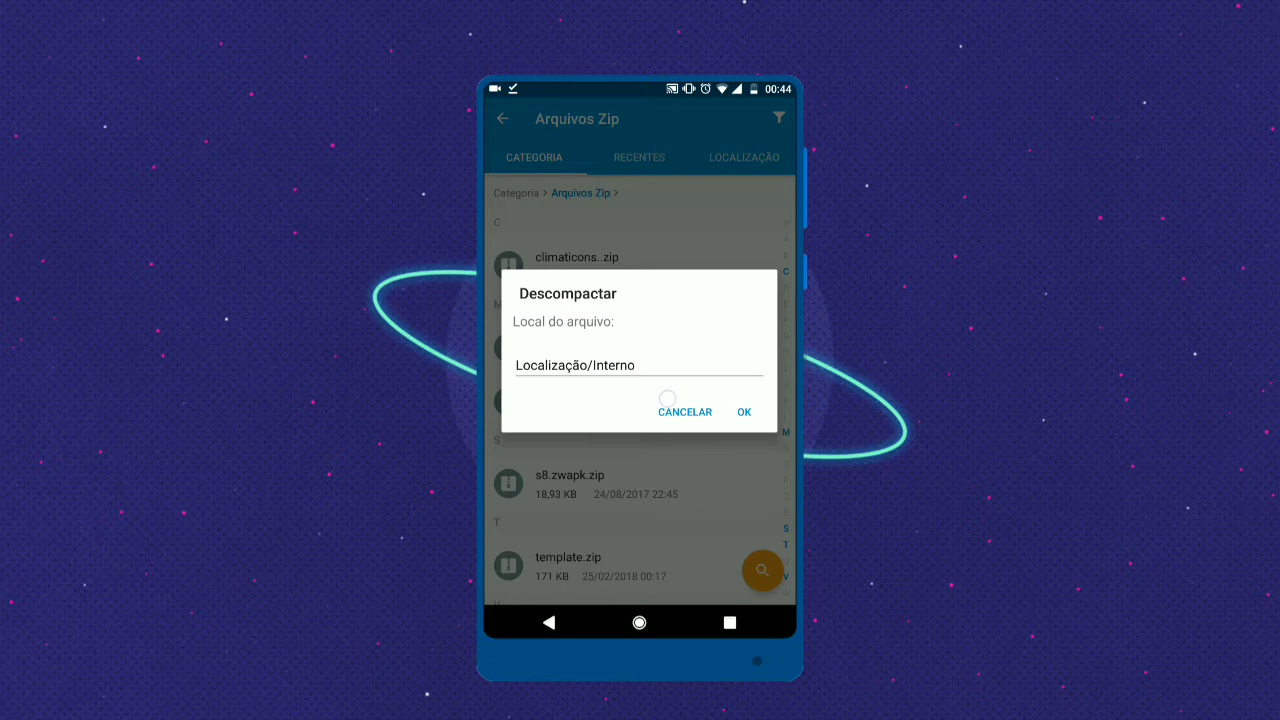 00:44
Arquivos Zip
CATEGORIA RECENTES LOCALIZAÇÃO
Categoria > Arquivos Zip >
C
climaticons..zip
C
M
Descompactar
Local do arquivo:
Localização/Interno
CANCELAR OK
M
S
s8.zwapk.zip
18,93 KB 24/08/2017 22:45
T
S
T
template.zip
171 KB 25/02/2018 00:17
V